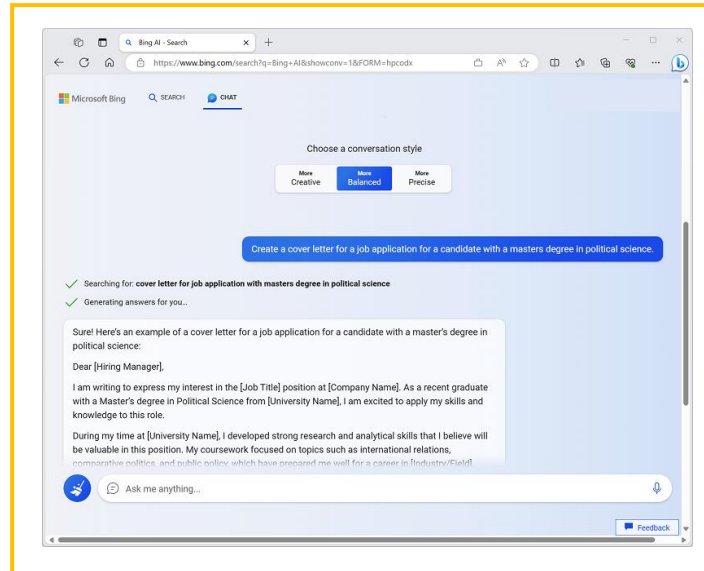 Bing AI - Search
https://www.bing.com/search?q=Bing+AI&showconv=1&FORM=hpcodx
Microsoft Bing
SEARCH
CHAT
Choose a conversation style
More
Creative
More
Balanced
More
Precise
Create a cover letter for a job application for a candidate with a masters degree in political science.
Searching for: cover letter for job application with masters degree in political science
Generating answers for you...
Sure! Here's an example of a cover letter for a job application for a candidate with a master's degree in
political science:
Dear [Hiring Manager],
I am writing to express my interest in the [Job Title] position at [Company Name]. As a recent graduate
with a Master's degree in Political Science from [University Name], I am excited to apply my skills and
knowledge to this role.
During my time at [University Name], I developed strong research and analytical skills that I believe will
be valuable in this position. My coursework focused on topics such as international relations,
comparative politics, and public policy, which have prepared me well for a career in [Industry/Field].
Ask me anything...
Feedback